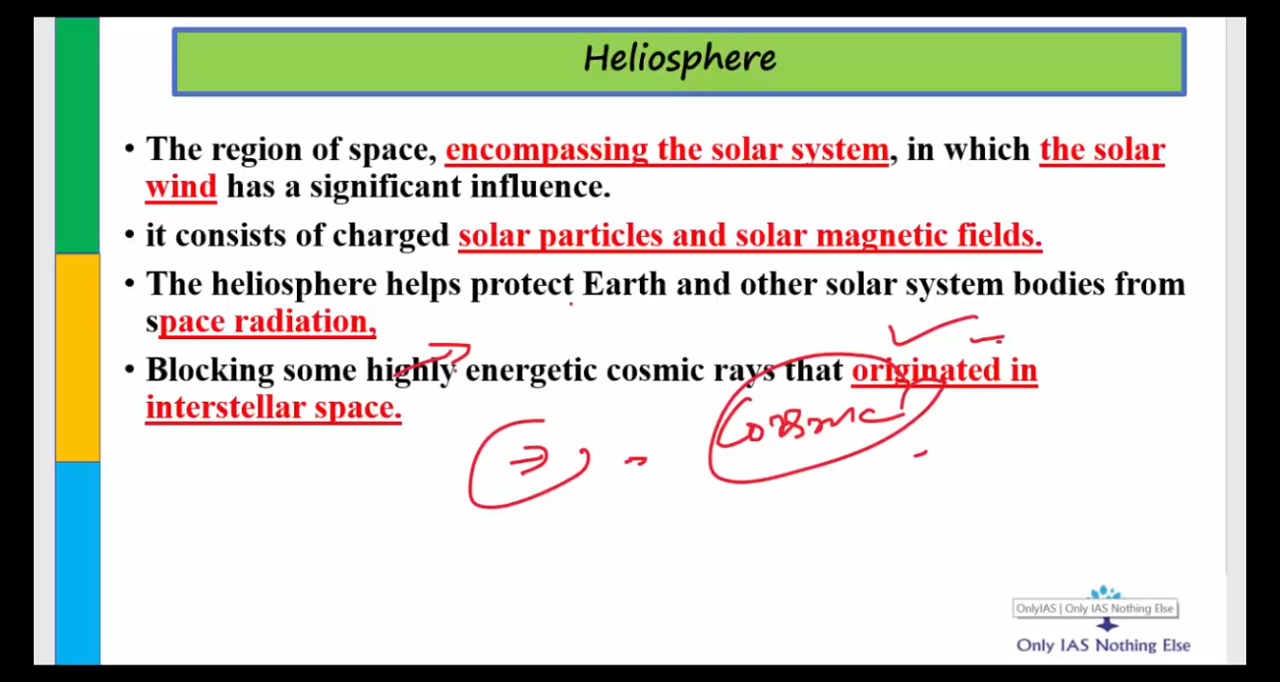 Heliosphere
• The region of space, encompassing the solar system, in which the solar
wind has a significant influence.
• it consists of charged solar particles and solar magnetic fields.
• The heliosphere helps protect Earth and other solar system bodies from
space radiation,
• Blocking some highly energetic cosmic rays that originated in
interstellar space.
OnlyIAS | Only IAS Nothing Else
Only IAS Nothing Else